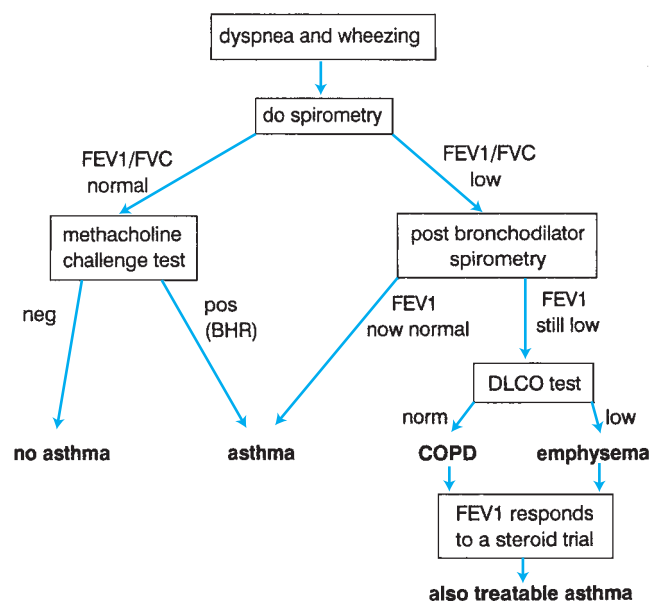 dyspnea and wheezing
do spirometry
FEV1/FVC
normal
FEV1/FVC
low
methacholine
challenge test
post bronchodilator
spirometry
neg
pos
(BHR)
FEV1
now normal
FEV1
still low
DLCO test
norm
low
no asthma
asthma
COPD
emphysema
FEV1 responds
to a steroid trial
also treatable asthma